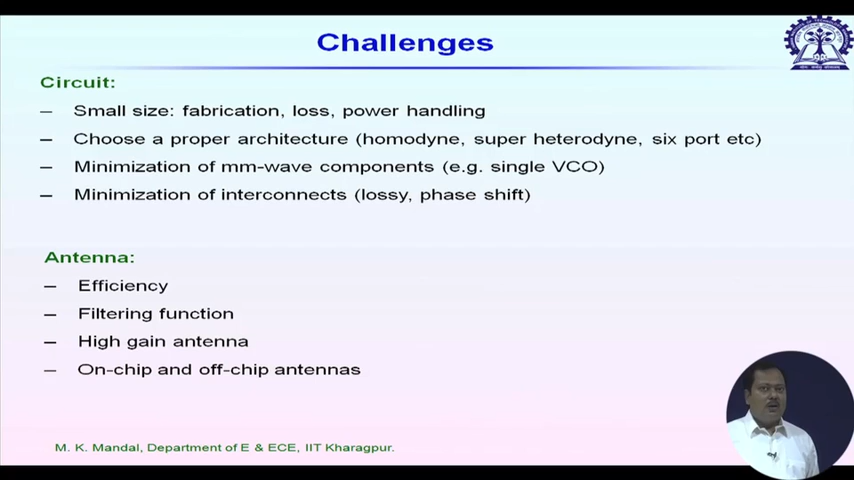 Challenges
Circuit:
– Small size: fabrication, loss, power handling
– Choose a proper architecture (homodyne, super heterodyne, six port etc)
– Minimization of mm-wave components (e.g. single VCO)
– Minimization of interconnects (lossy, phase shift)
Antenna:
– Efficiency
– Filtering function
– High gain antenna
– On-chip and off-chip antennas
M. K. Mandal, Department of E & ECE, IIT Kharagpur.